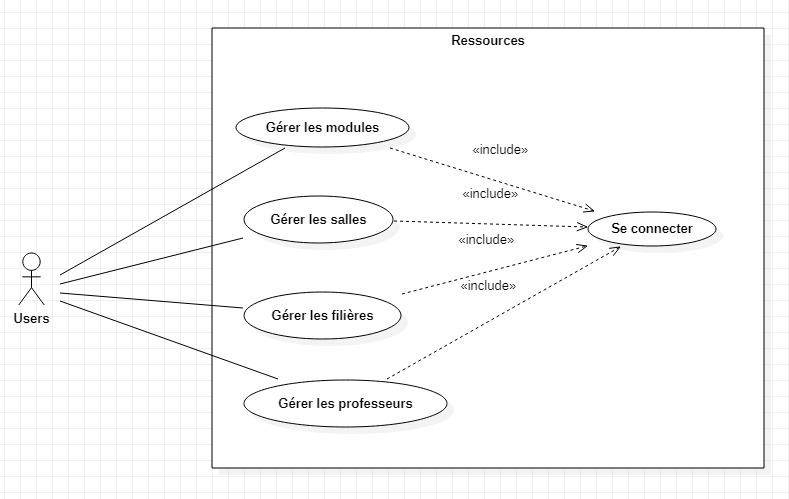 Ressources
Gérer les modules
«include»
«include»
Gérer les salles
Se connecter
«include»
«include»
Users
Gérer les filières
Gérer les professeurs